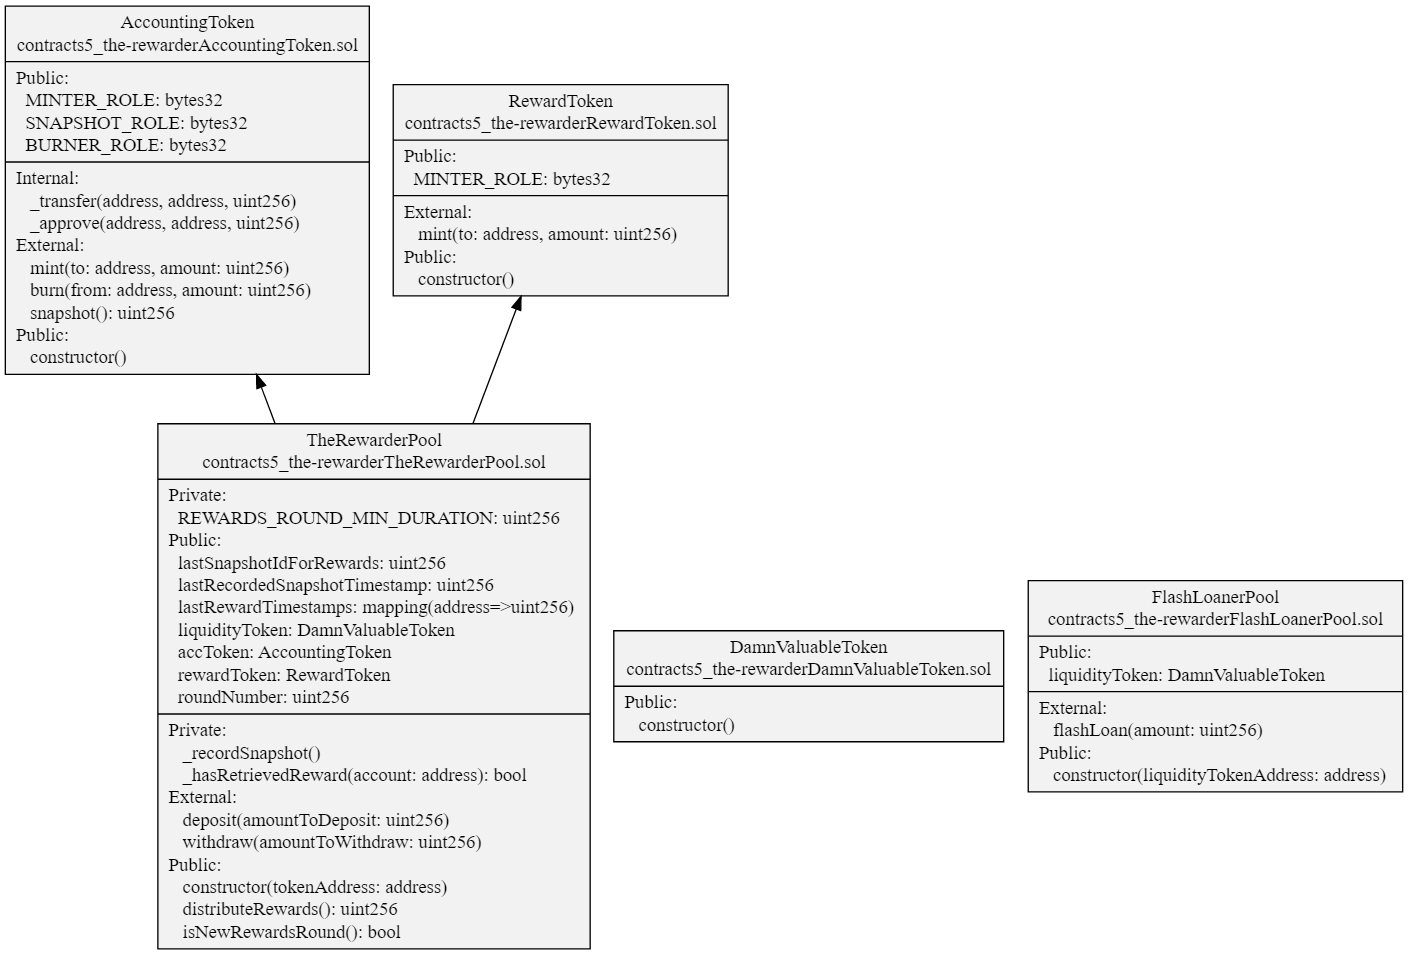 AccountingToken
contracts5_the-rewarderAccountingToken.sol
Public:
MINTER_ROLE: bytes32
SNAPSHOT_ROLE: bytes32
BURNER_ROLE: bytes32
Internal:
_transfer(address, address, uint256)
_approve(address, address, uint256)
External:
mint(to: address, amount: uint256)
burn(from: address, amount: uint256)
snapshot(): uint256
Public:
constructor()
RewardToken
contracts5_the-rewarderRewardToken.sol
Public:
MINTER_ROLE: bytes32
External:
mint(to: address, amount: uint256)
Public:
constructor()
TheRewarderPool
contracts5_the-rewarderTheRewarderPool.sol
Private:
REWARDS_ROUND_MIN_DURATION: uint256
Public:
lastSnapshotIdForRewards: uint256
lastRecordedSnapshotTimestamp: uint256
lastRewardTimestamps: mapping(address=>uint256)
liquidityToken: DamnValuableToken
accToken: AccountingToken
rewardToken: RewardToken
roundNumber: uint256
Private:
_recordSnapshot()
_hasRetrievedReward(account: address): bool
External:
deposit(amountToDeposit: uint256)
withdraw(amountToWithdraw: uint256)
Public:
constructor(tokenAddress: address)
distributeRewards(): uint256
isNewRewardsRound(): bool
DamnValuableToken
contracts5_the-rewarderDamnValuableToken.sol
Public:
constructor()
FlashLoanerPool
contracts5_the-rewarderFlashLoanerPool.sol
Public:
liquidityToken: DamnValuableToken
External:
flashLoan(amount: uint256)
Public:
constructor(liquidityTokenAddress: address)